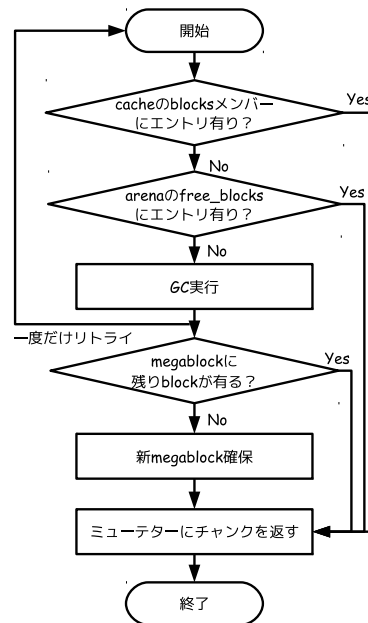 開始
cacheのblocksメンバー
にエントリ有り？
Yes
No
arenaのfree_blocks
にエントリ有り？
Yes
No
GC実行
一度だけリトライ
megablockに
残りblockが有る？
Yes
No
新megablock確保
ミューテターにチャンクを返す
終了